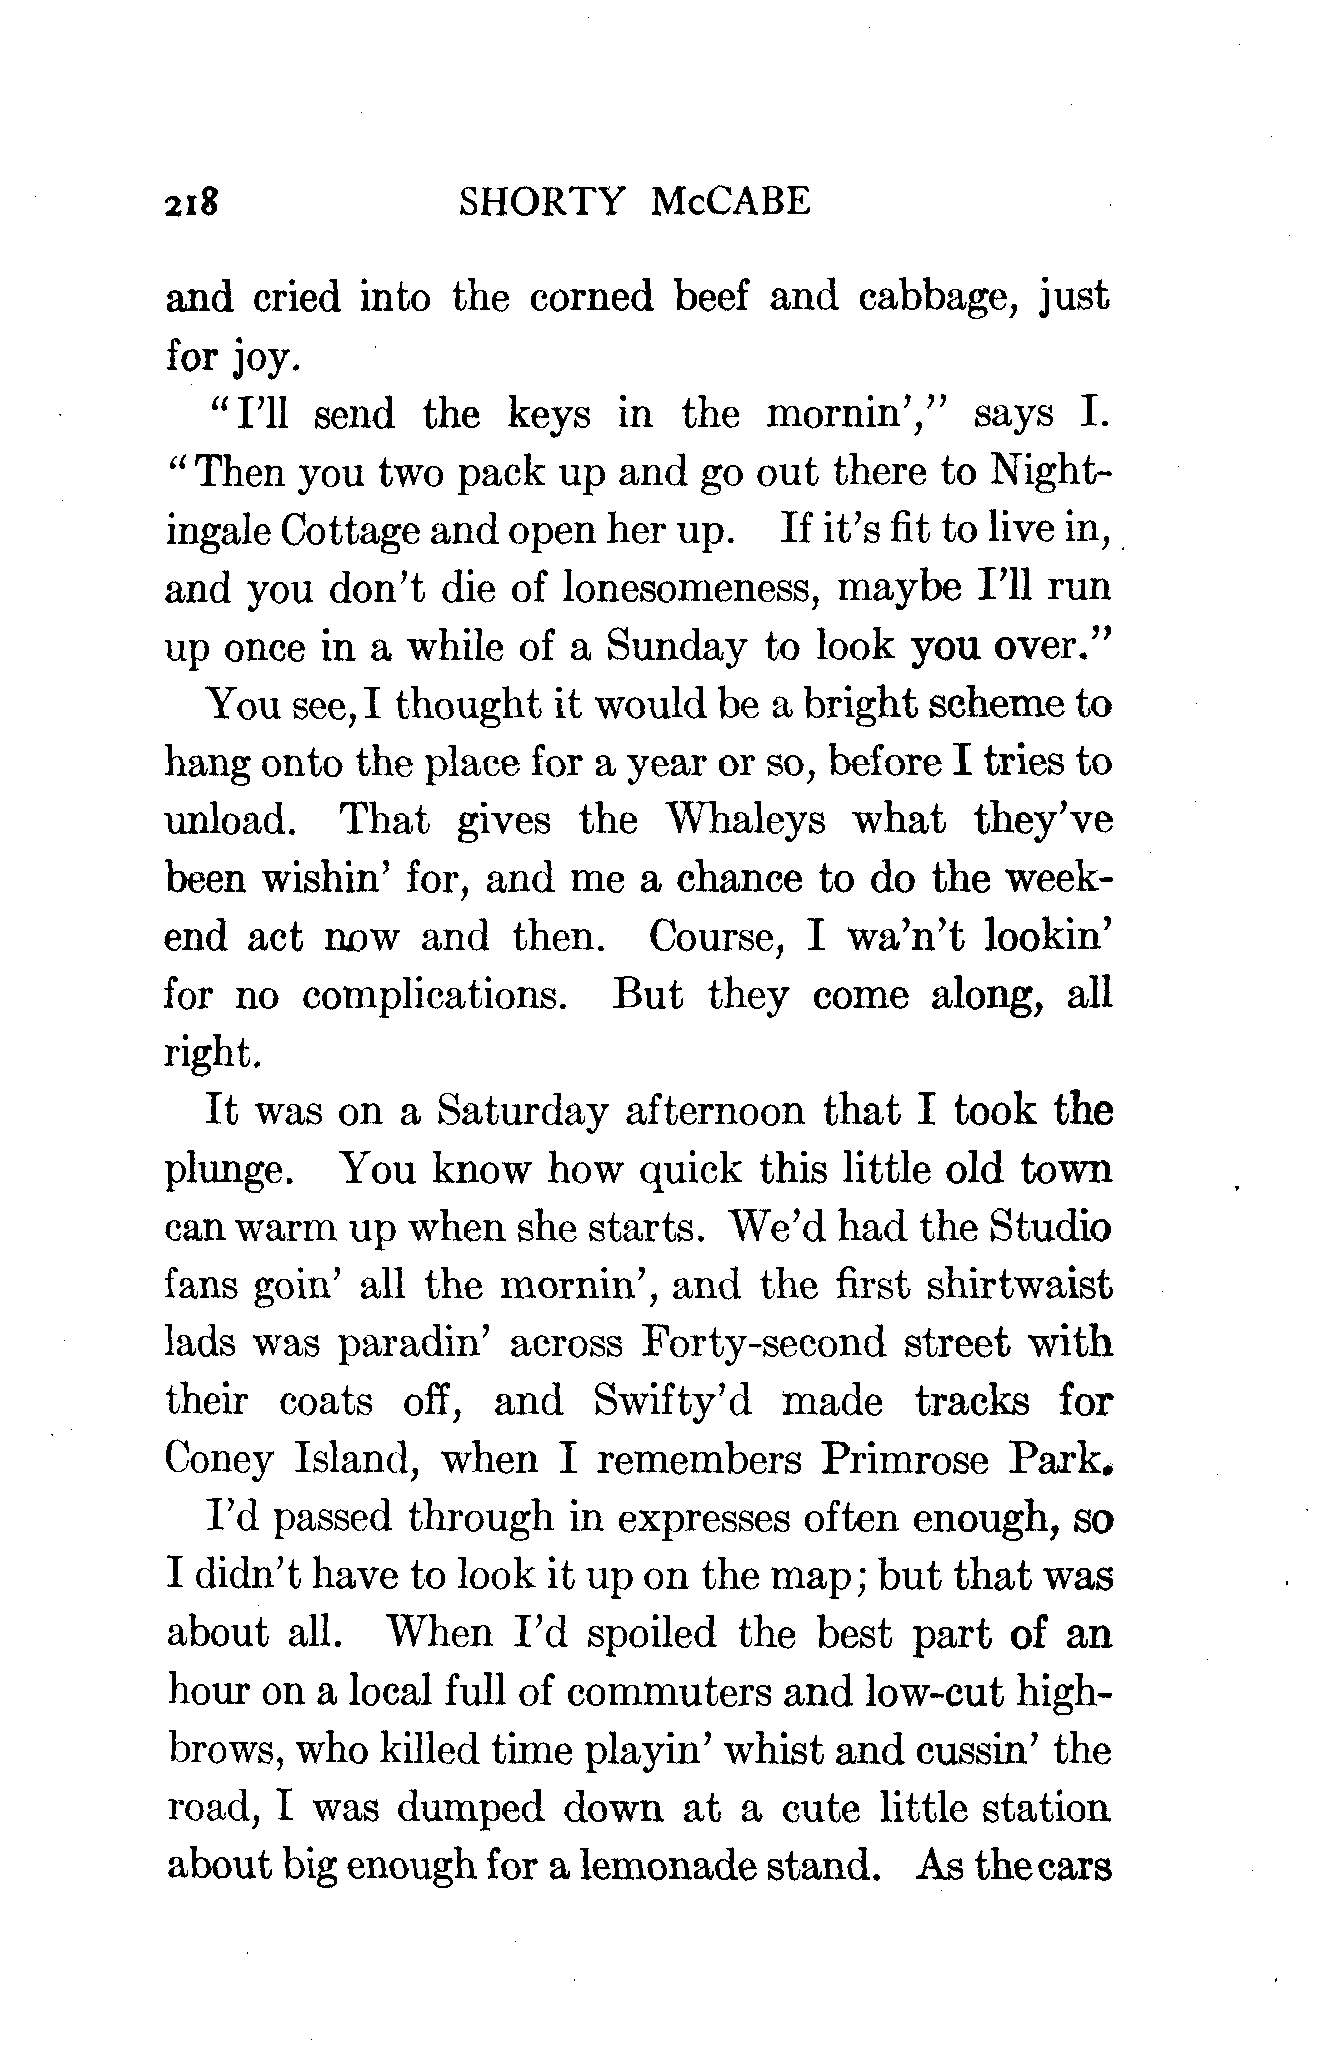 218 SHORTY McCABE
and cried into the corned beef and cabbage, just
for joy.
"I'll send the keys in the mornin'," says I.
"Then you two pack up and go out there to Night-
ingale Cottage and open her up. If it's fit to live in,
and you don't die of lonesomeness, maybe I'll run
up once in a while of a Sunday to look you over."
You see, I thought it would be a bright scheme to
hang onto the place for a year or so, before I tries to
unload. That gives the Whaleys what they've
been wishin' for, and me a chance to do the week-
end act now and then. Course, I wa'n't lookin'
for no complications. But they come along, all
right.
It was on a Saturday afternoon that I took the
plunge. You know how quick this little old town
can warm up when she starts. We'd had the Studio
fans goin' all the mornin', and the first shirtwaist
lads was paradin' across Forty-second street with
their coats off, and Swifty'd made tracks for
Coney Island, when I remembers Primrose Park.
I'd passed through in expresses often enough, so
I didn't have to look it up on the map; but that was
about all. When I'd spoiled the best part of an
hour on a local full of commuters and low-cut high-
brows, who killed time playin' whist and cussin' the
road, I was dumped down at a cute little station
about big enough for a lemonade stand. As the cars